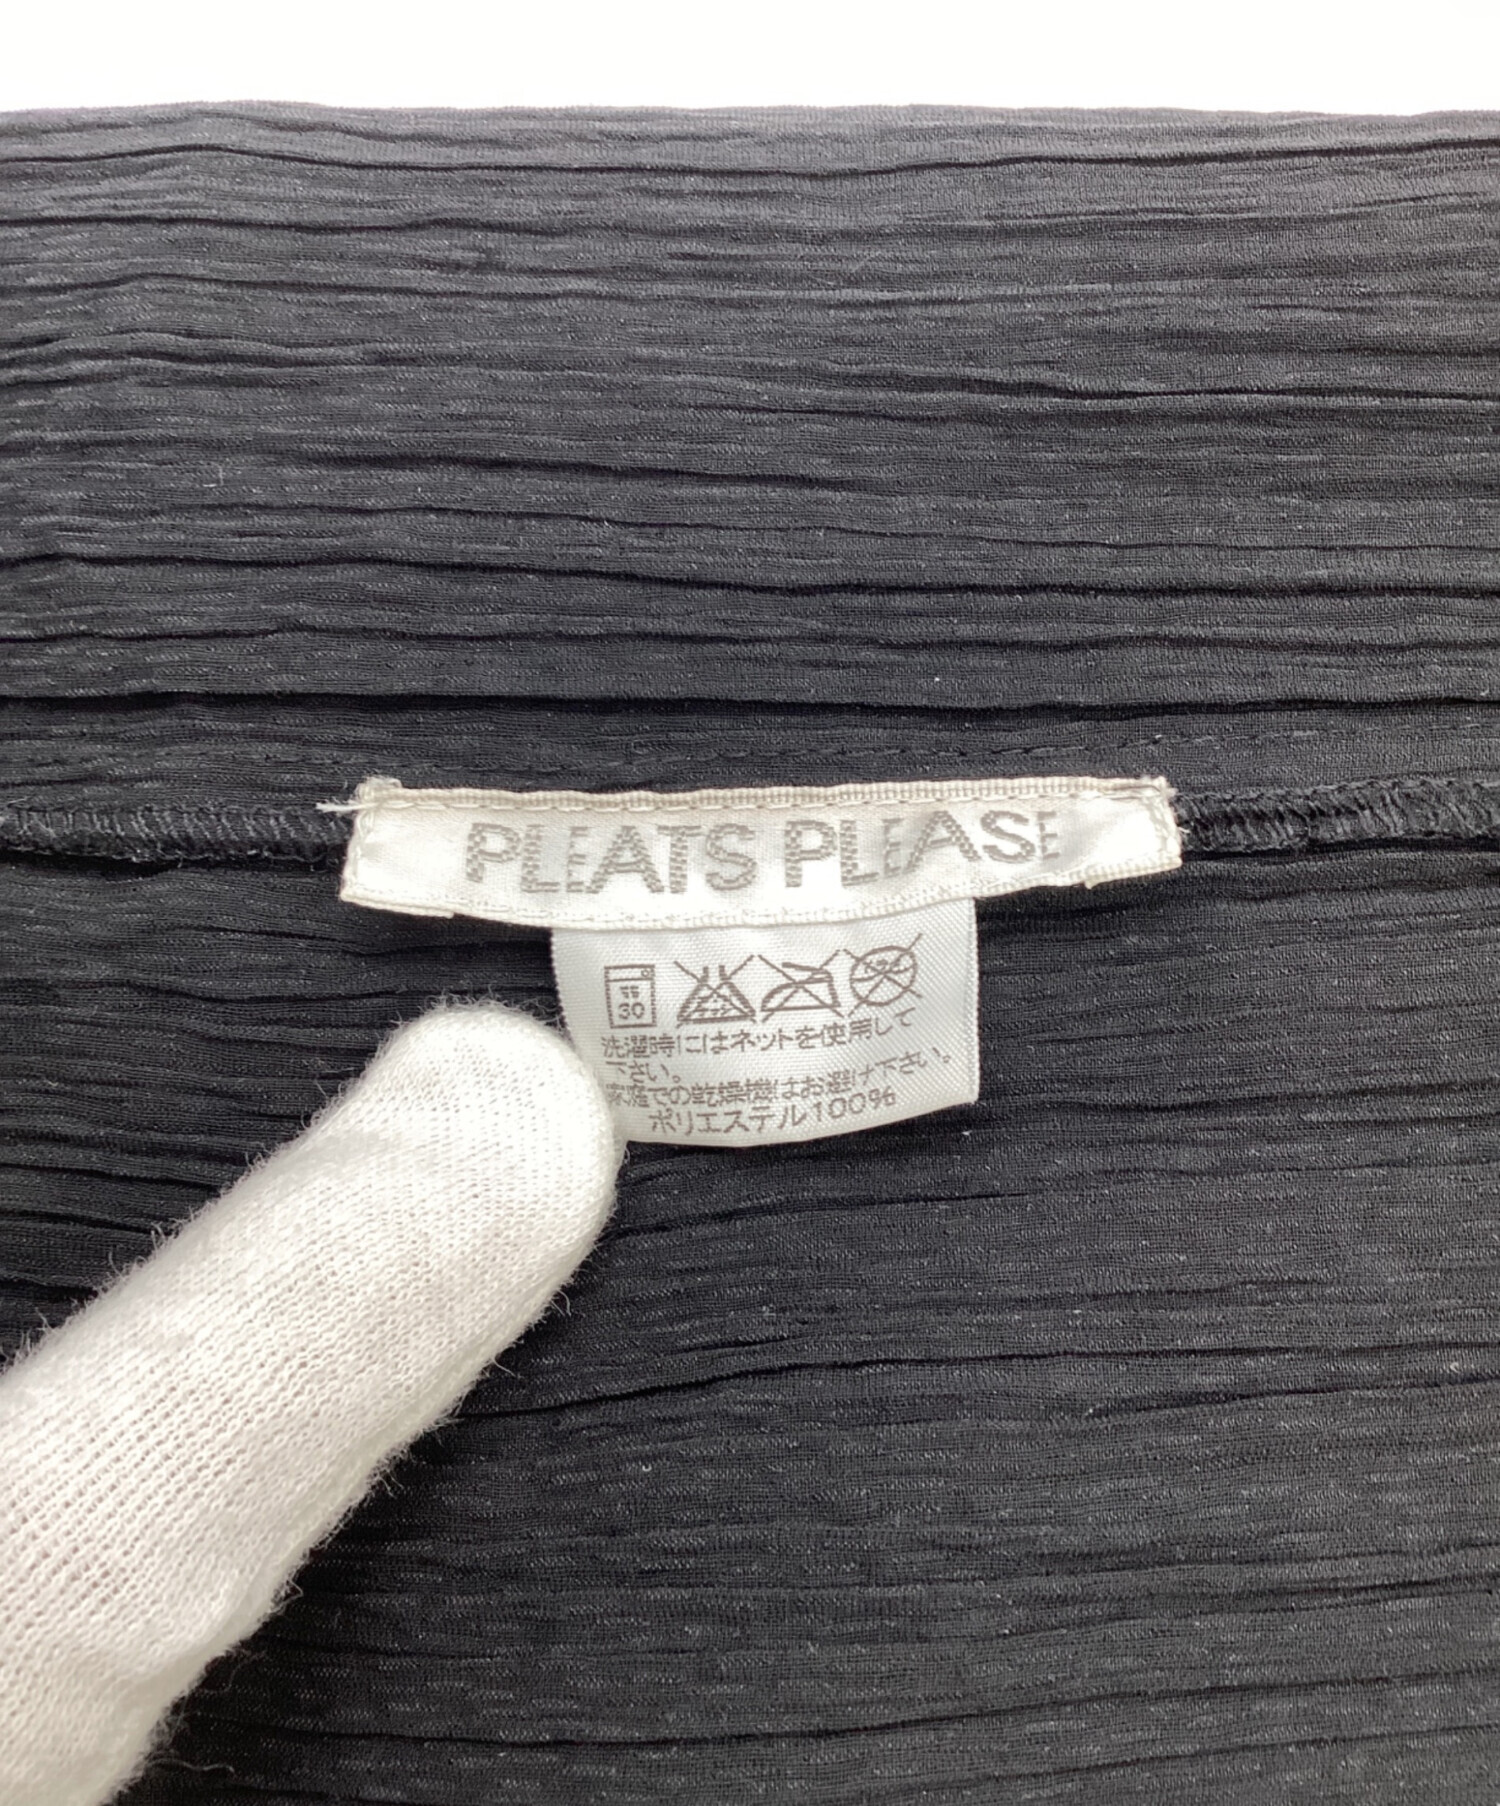 PLEATS PLEASE
弱
30
洗濯時にはネットを使用して
下さい。
家庭での乾燥機はお避け下さい。
ポリエステル100%